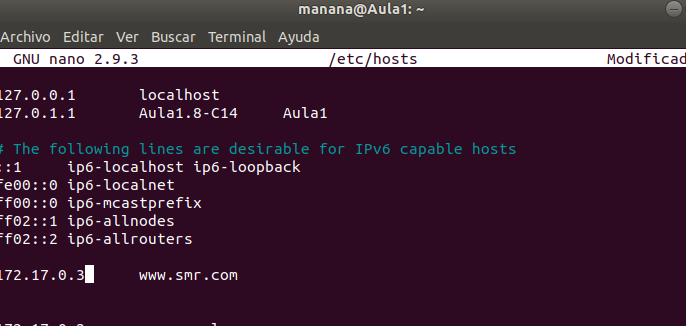 manana@Aula1: ~
Archivo Editar Ver Buscar Terminal Ayuda
GNU nano 2.9.3 /etc/hosts Modificad
127.0.0.1 localhost
127.0.1.1 Aula1.8-C14 Aula1
# The following lines are desirable for IPv6 capable hosts
::1 ip6-localhost ip6-loopback
fe00::0 ip6-localnet
ff00::0 ip6-mcastprefix
ff02::1 ip6-allnodes
ff02::2 ip6-allrouters
172.17.0.3 www.smr.com